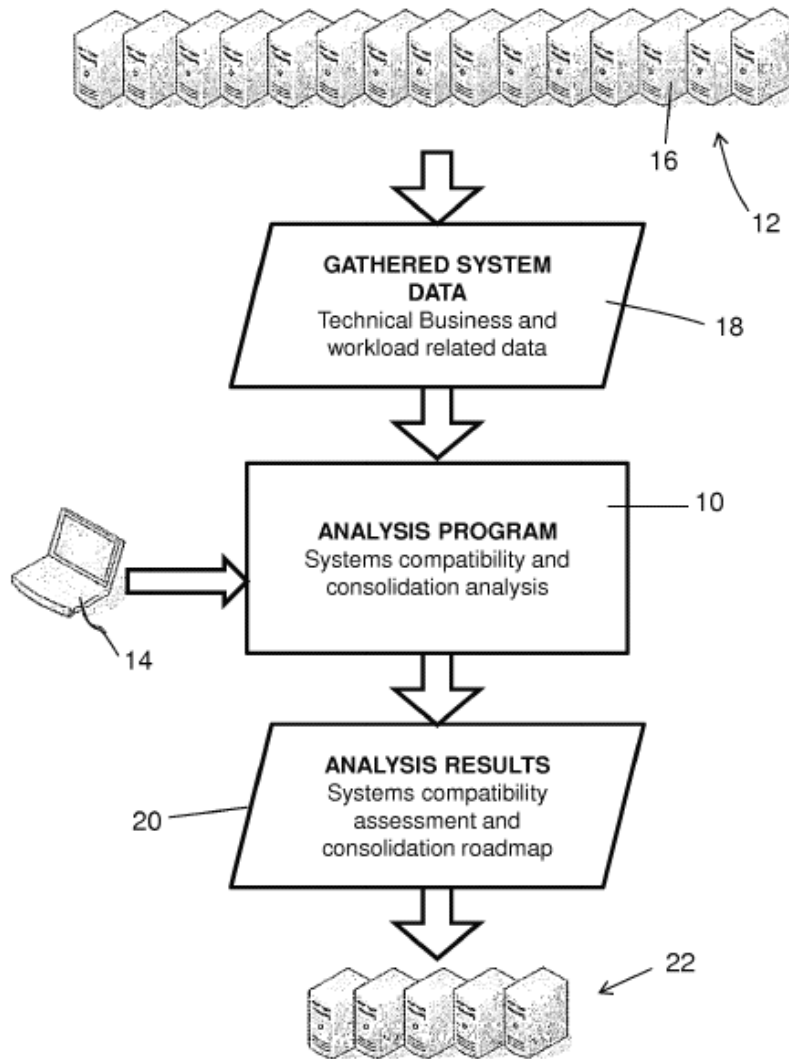 16
12
GATHERED SYSTEM
DATA
Technical Business and
workload related data
18
10
ANALYSIS PROGRAM
Systems compatibility and
consolidation analysis
14
ANALYSIS RESULTS
Systems compatibility
assessment and
consolidation roadmap
20
22